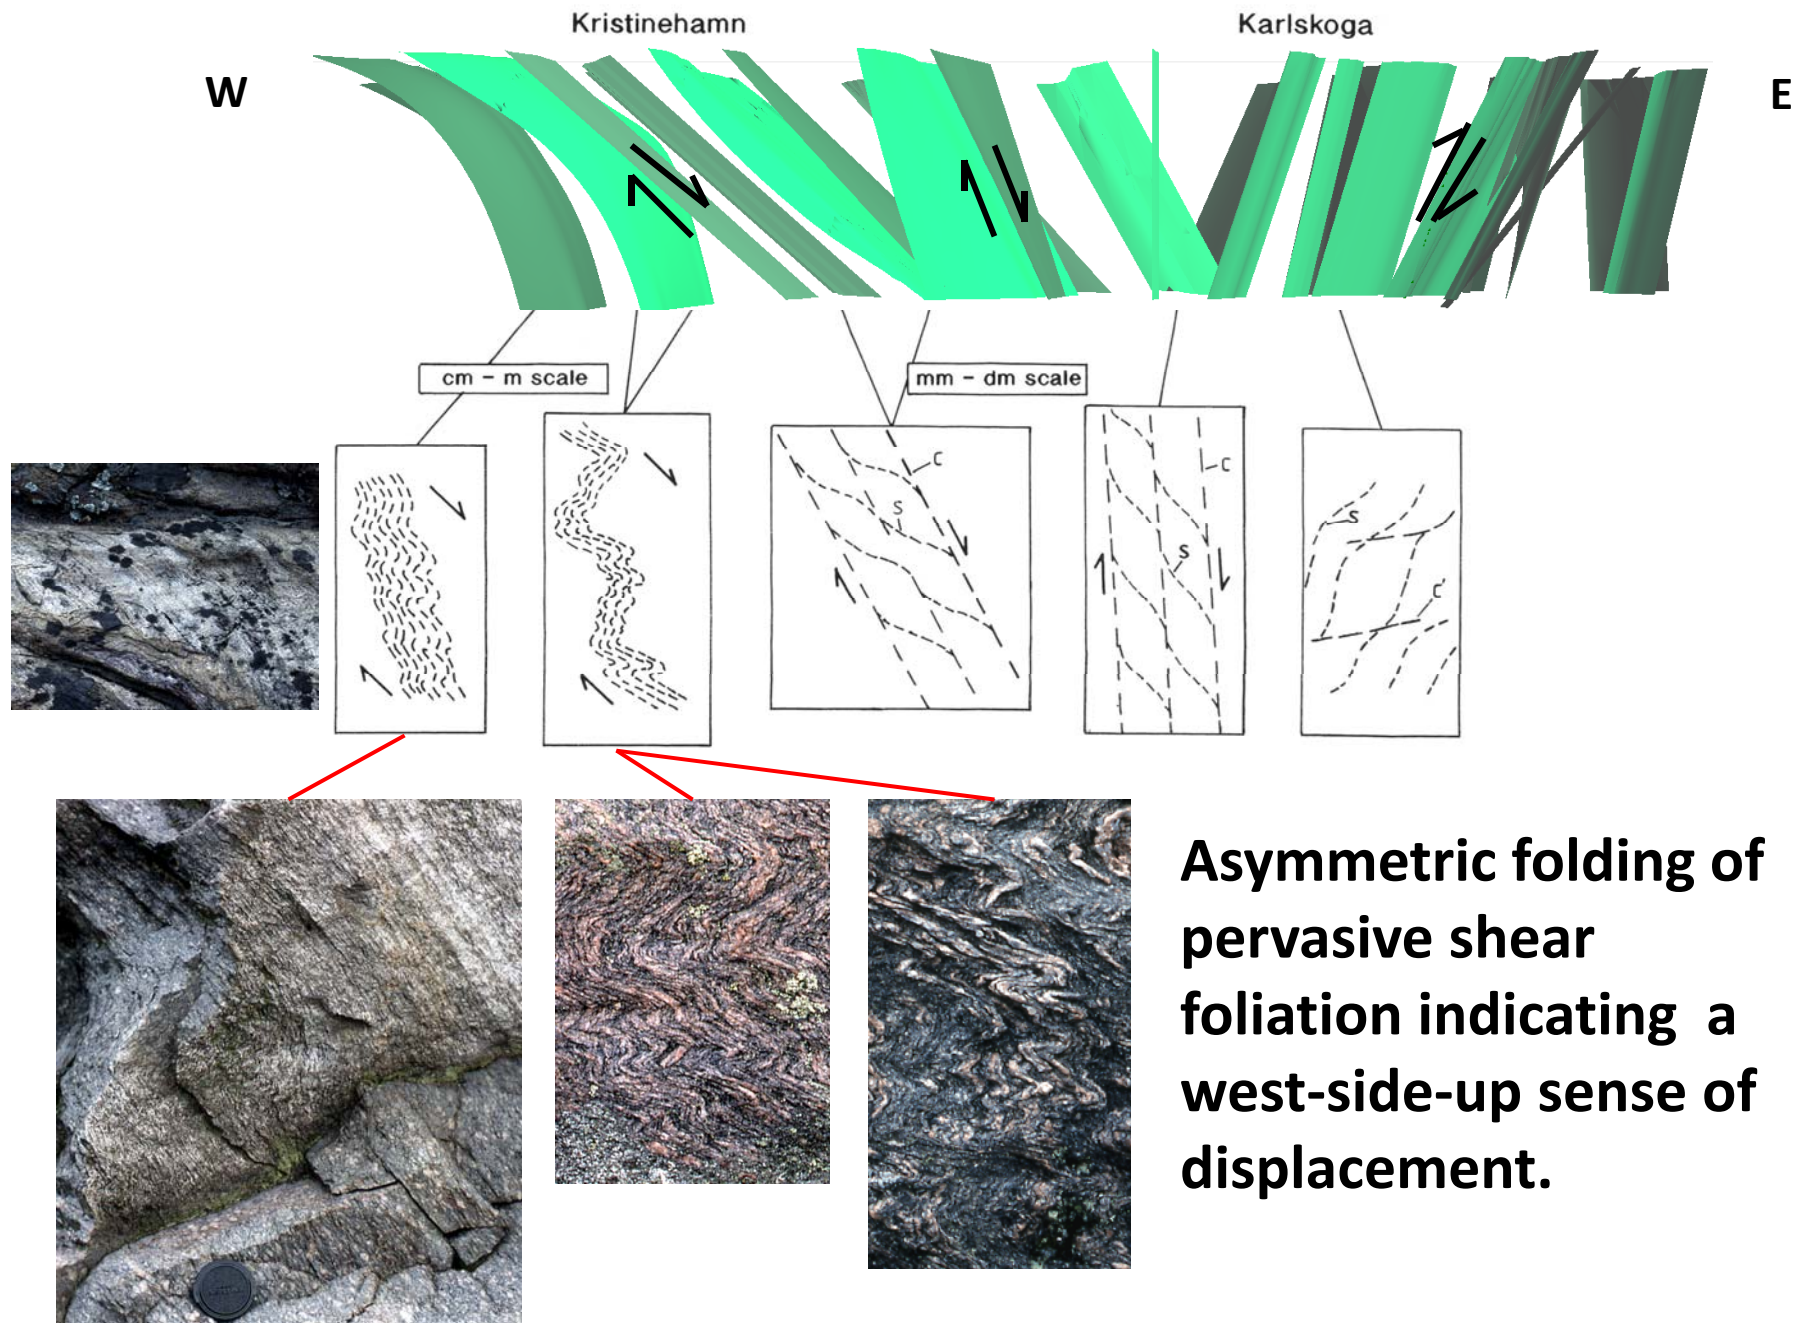 Kristinehamn
Karlskoga
W
E
cm - m scale
mm - dm scale
C
S
C
S
S
C'
Asymmetric folding of
pervasive shear
foliation indicating a
west-side-up sense of
displacement.